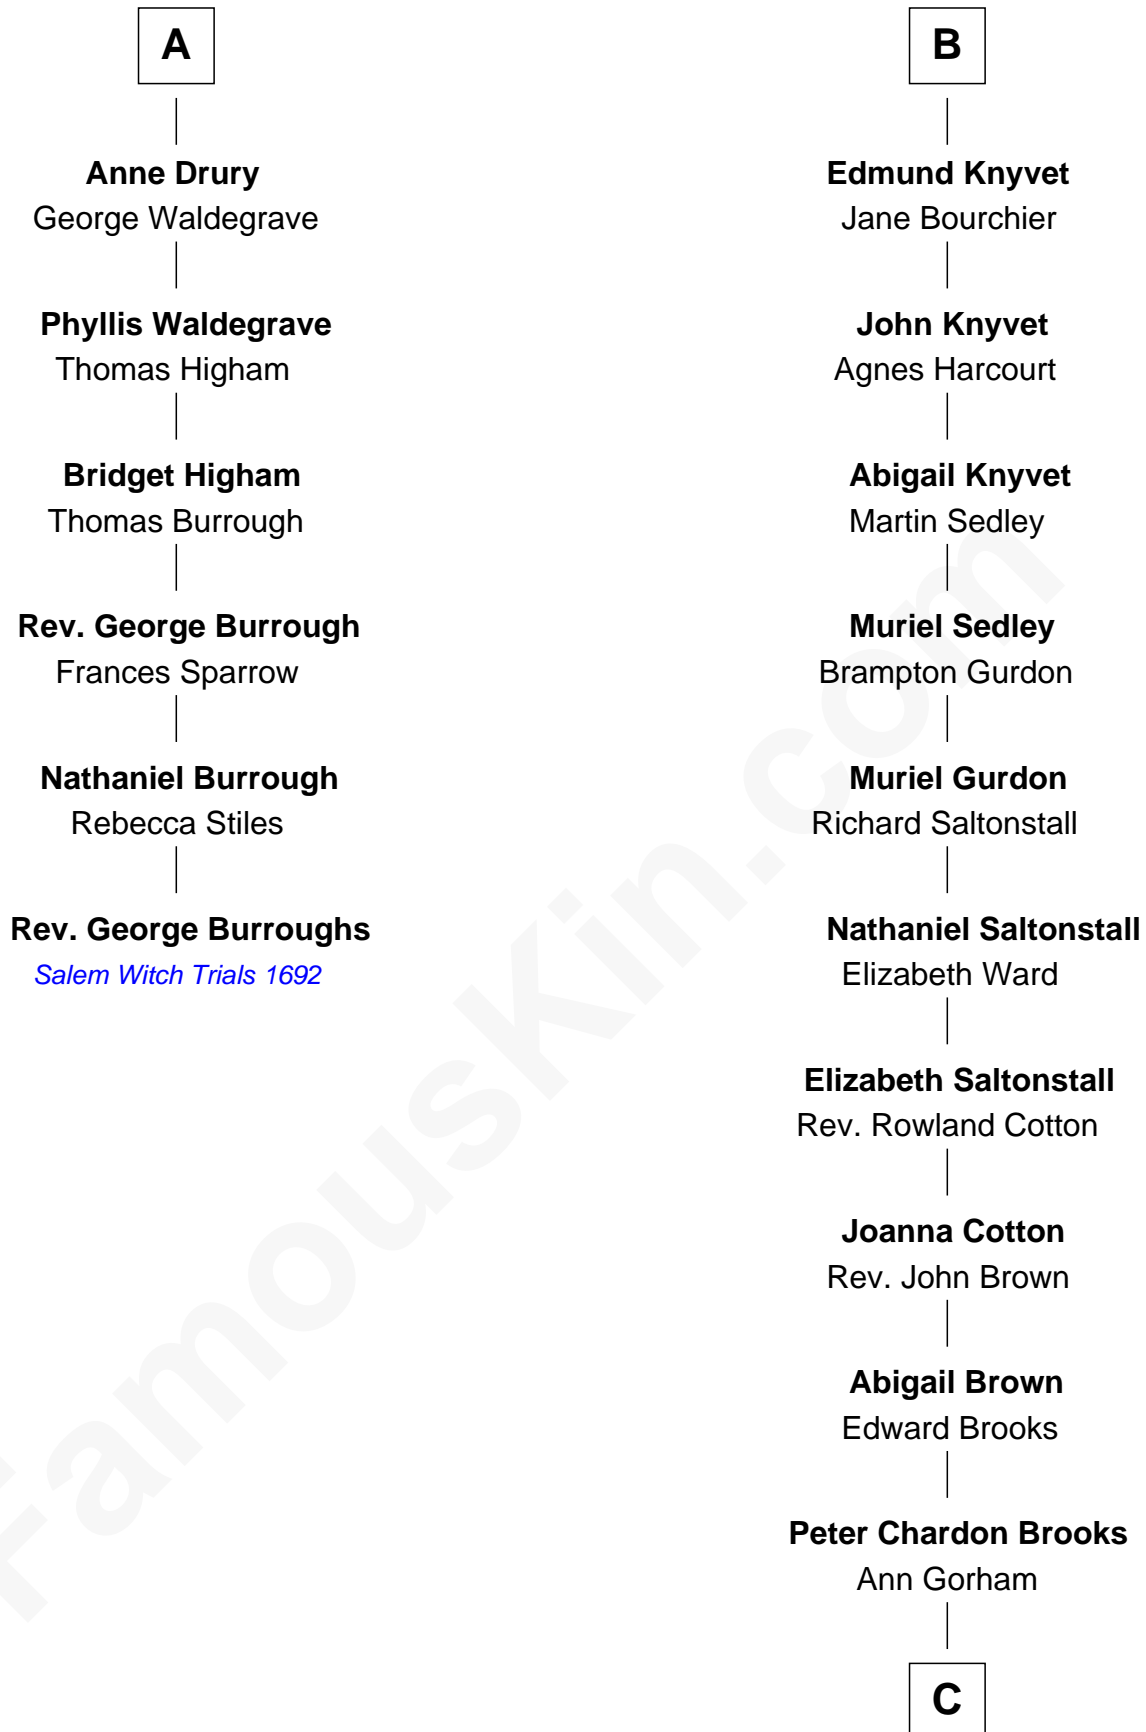 A
Anne Drury
George Waldegrave
Phyllis Waldegrave
Thomas Higham
Bridget Higham
Thomas Burrough
Rev. George Burrough
Frances Sparrow
Nathaniel Burrough
Rebecca Stiles
Rev. George Burroughs
Salem Witch Trials 1692
B
Edmund Knyvet
Jane Bourchier
John Knyvet
Agnes Harcourt
Abigail Knyvet
Martin Sedley
Muriel Sedley
Brampton Gurdon
Muriel Gurdon
Richard Saltonstall
Nathaniel Saltonstall
Elizabeth Ward
Elizabeth Saltonstall
Rev. Rowland Cotton
Joanna Cotton
Rev. John Brown
Abigail Brown
Edward Brooks
Peter Chardon Brooks
Ann Gorham
C
FamousKin.com